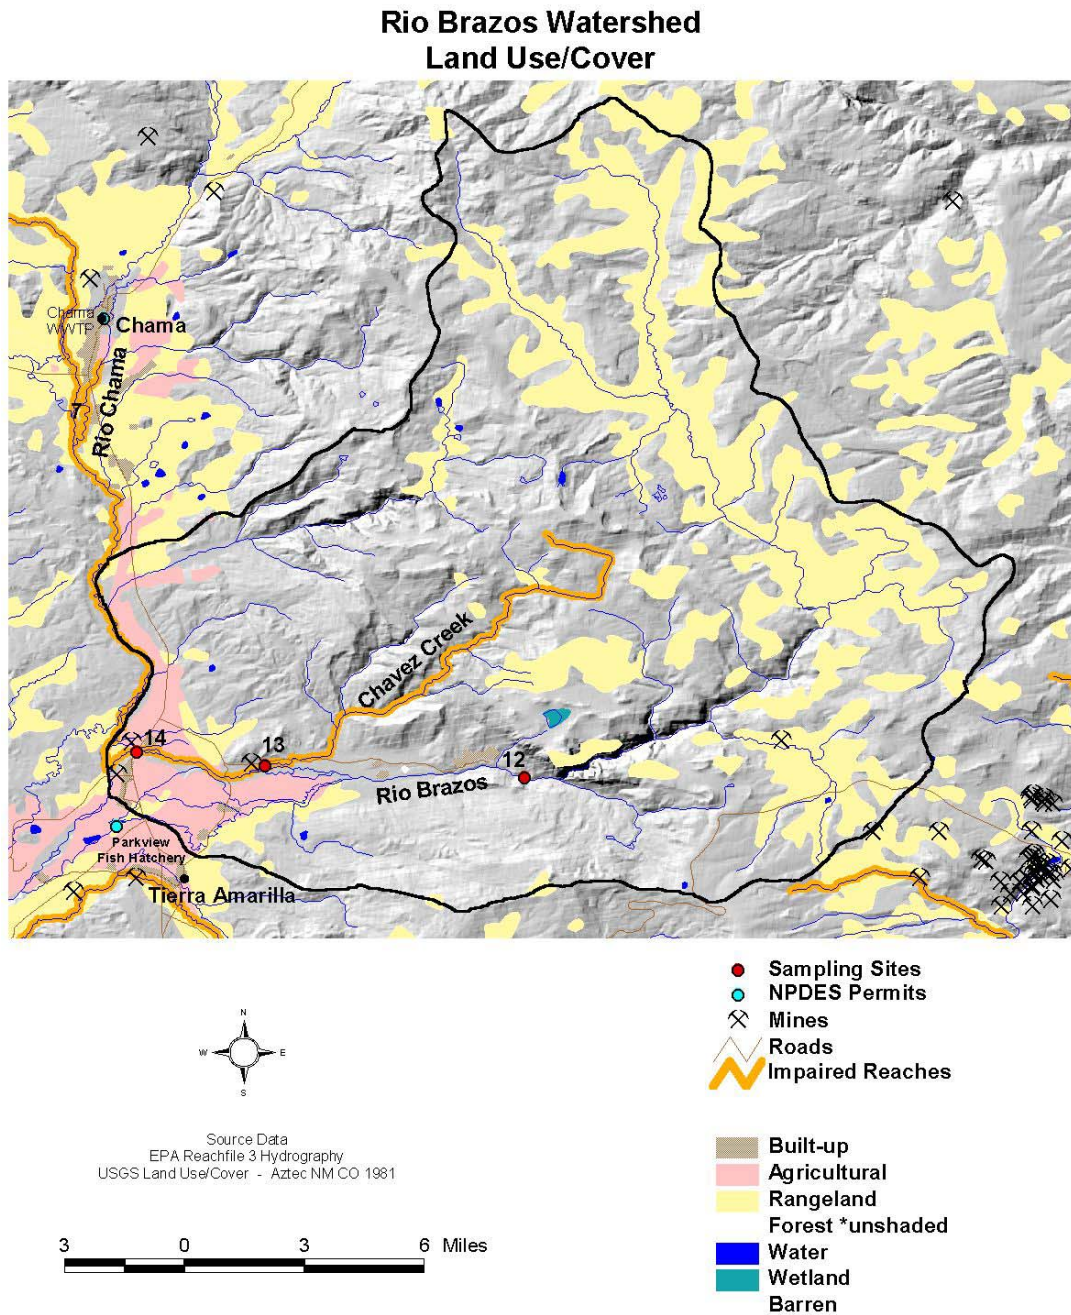 Rio Brazos Watershed
Land Use/Cover
Chama
WWTP
Chama
Rio Chama
Chavez Creek
14
13
12
Rio Brazos
Parkview
Fish Hatchery
Tierra Amarilla
N
W
E
S
Source Data
EPA Reachfile 3 Hydrography
USGS Land Use/Cover - Aztec NM CO 1981
3 0 3 6 Miles
Sampling Sites
NPDES Permits
Mines
Roads
Impaired Reaches
Built-up
Agricultural
Rangeland
Forest *unshaded
Water
Wetland
Barren